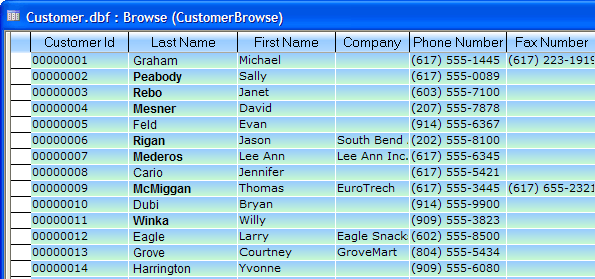 Customer.dbf : Browse (CustomerBrowse)
Customer Id Last Name First Name Company Phone Number Fax Number
00000001 Graham Michael (617) 555-1445 (617) 223-1919
00000002 Peabody Sally (617) 555-0089
00000003 Rebo Janet (603) 555-7100
00000004 Mesner David (207) 555-7878
00000005 Feld Evan (914) 555-6367
00000006 Rigan Jason South Bend (202) 555-8100
00000007 Mederos Lee Ann Lee Ann Inc. (617) 555-6345
00000008 Cario Jennifer (617) 555-5421
00000009 McMiggan Thomas EuroTrech (617) 555-3445 (617) 655-2321
00000010 Dubi Bryan (914) 555-9900
00000011 Winka Willy (909) 555-3823
00000012 Eagle Larry Eagle Snack (602) 555-8500
00000013 Grove Courtney GroveMart (804) 555-5434
00000014 Harrington Yvonne (909) 555-6080